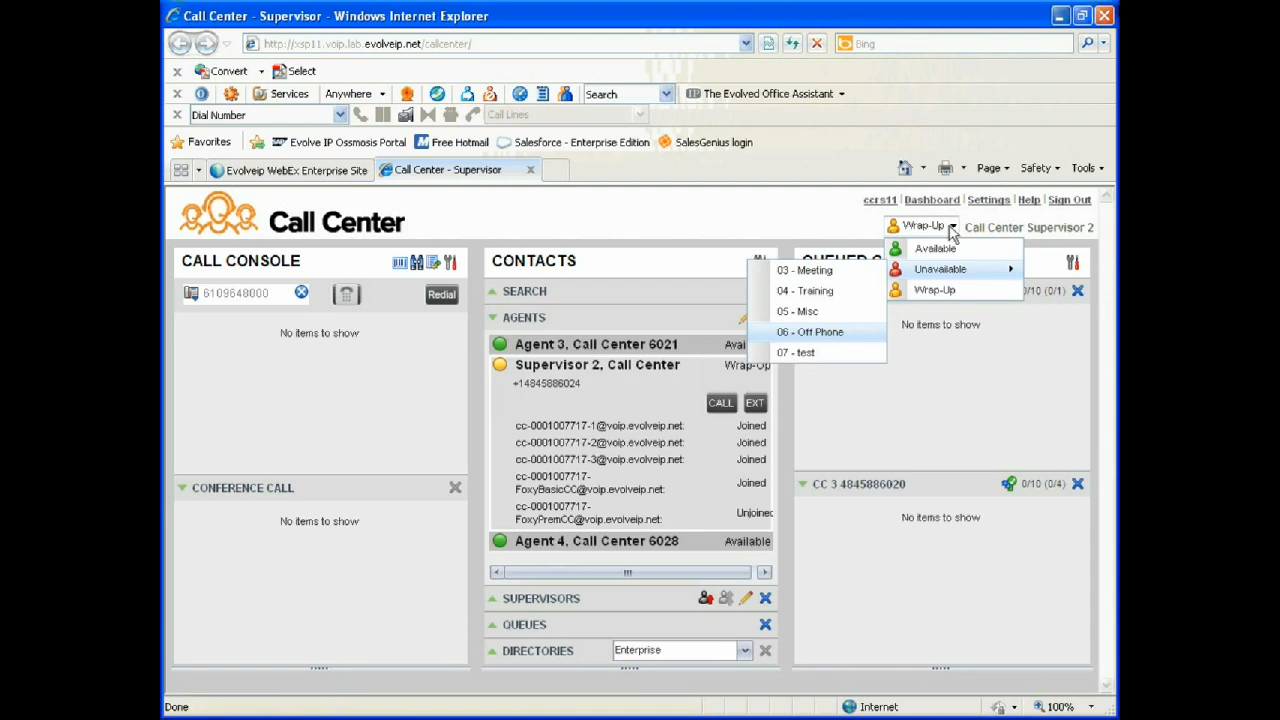 Call Center - Supervisor - Windows Internet Explorer
http://xsp11.voip.lab.evolveip.net/callcenter/
Bing
Convert Select
Services Anywhere Search The Evolved Office Assistant
Dial Number Call Lines
Favorites Evolve IP Ossmosis Portal Free Hotmail Salesforce - Enterprise Edition SalesGenius login
Evolveip WebEx Enterprise Site Call Center - Supervisor Page Safety Tools
ccrs11 | Dashboard | Settings | Help | Sign Out
Call Center
Wrap-Up Call Center Supervisor 2
Available
Unavailable
Wrap-Up
03 - Meeting
04 - Training
05 - Misc
06 - Off Phone
07 - test
CALL CONSOLE
6109648000 Redial
No items to show
CONFERENCE CALL
No items to show
CONTACTS
SEARCH
AGENTS
Agent 3, Call Center 6021 Avai
Supervisor 2, Call Center Wrap-Up
+14845886024
CALL EXT
cc-0001007717-1@voip.evolveip.net: Joined
cc-0001007717-2@voip.evolveip.net: Joined
cc-0001007717-3@voip.evolveip.net: Joined
cc-0001007717-
FoxyBasicCC@voip.evolveip.net: Joined
cc-0001007717-
FoxyPremCC@voip.evolveip.net: Unjoined
Agent 4, Call Center 6028 Available
SUPERVISORS
QUEUES
DIRECTORIES Enterprise
QUEUED C
0/10 (0/1)
No items to show
CC 3 4845886020 0/10 (0/4)
No items to show
Done Internet 100%